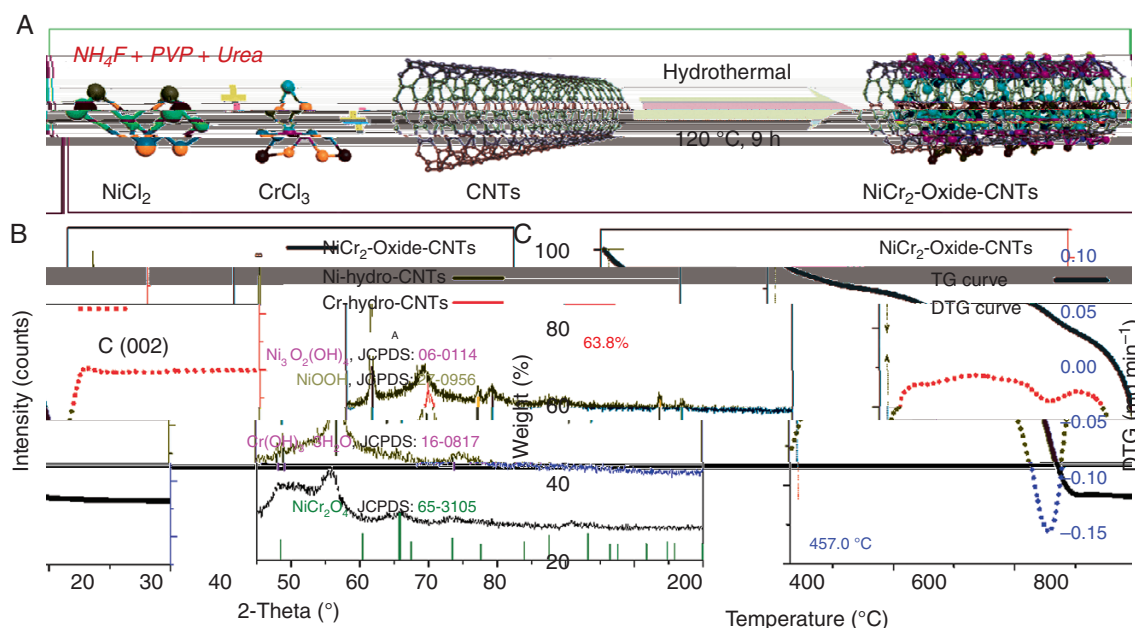 A
NH₄F + PVP + Urea
Hydrothermal
120 °C, 9 h
NiCl₂
CrCl₃
CNTs
NiCr₂-Oxide-CNTs
B
NiCr₂-Oxide-CNTs
Ni-hydro-CNTs
Cr-hydro-CNTs
C (002)
A
Ni₃O₂(OH)₄, JCPDS: 06-0114
NiOOH, JCPDS: 27-0956
JCPDS: 16-0817
NiCr₂O₄, JCPDS: 65-3105
Intensity (counts)
20 30 40 50 60 70 80
2-Theta (°)
C
NiCr₂-Oxide-CNTs
TG curve
DTG curve
63.8%
457.0 °C
100
80
60
40
20
Weight (%)
0.10
0.05
0.00
−0.05
−0.10
−0.15
200 430 600 800
Temperature (°C)